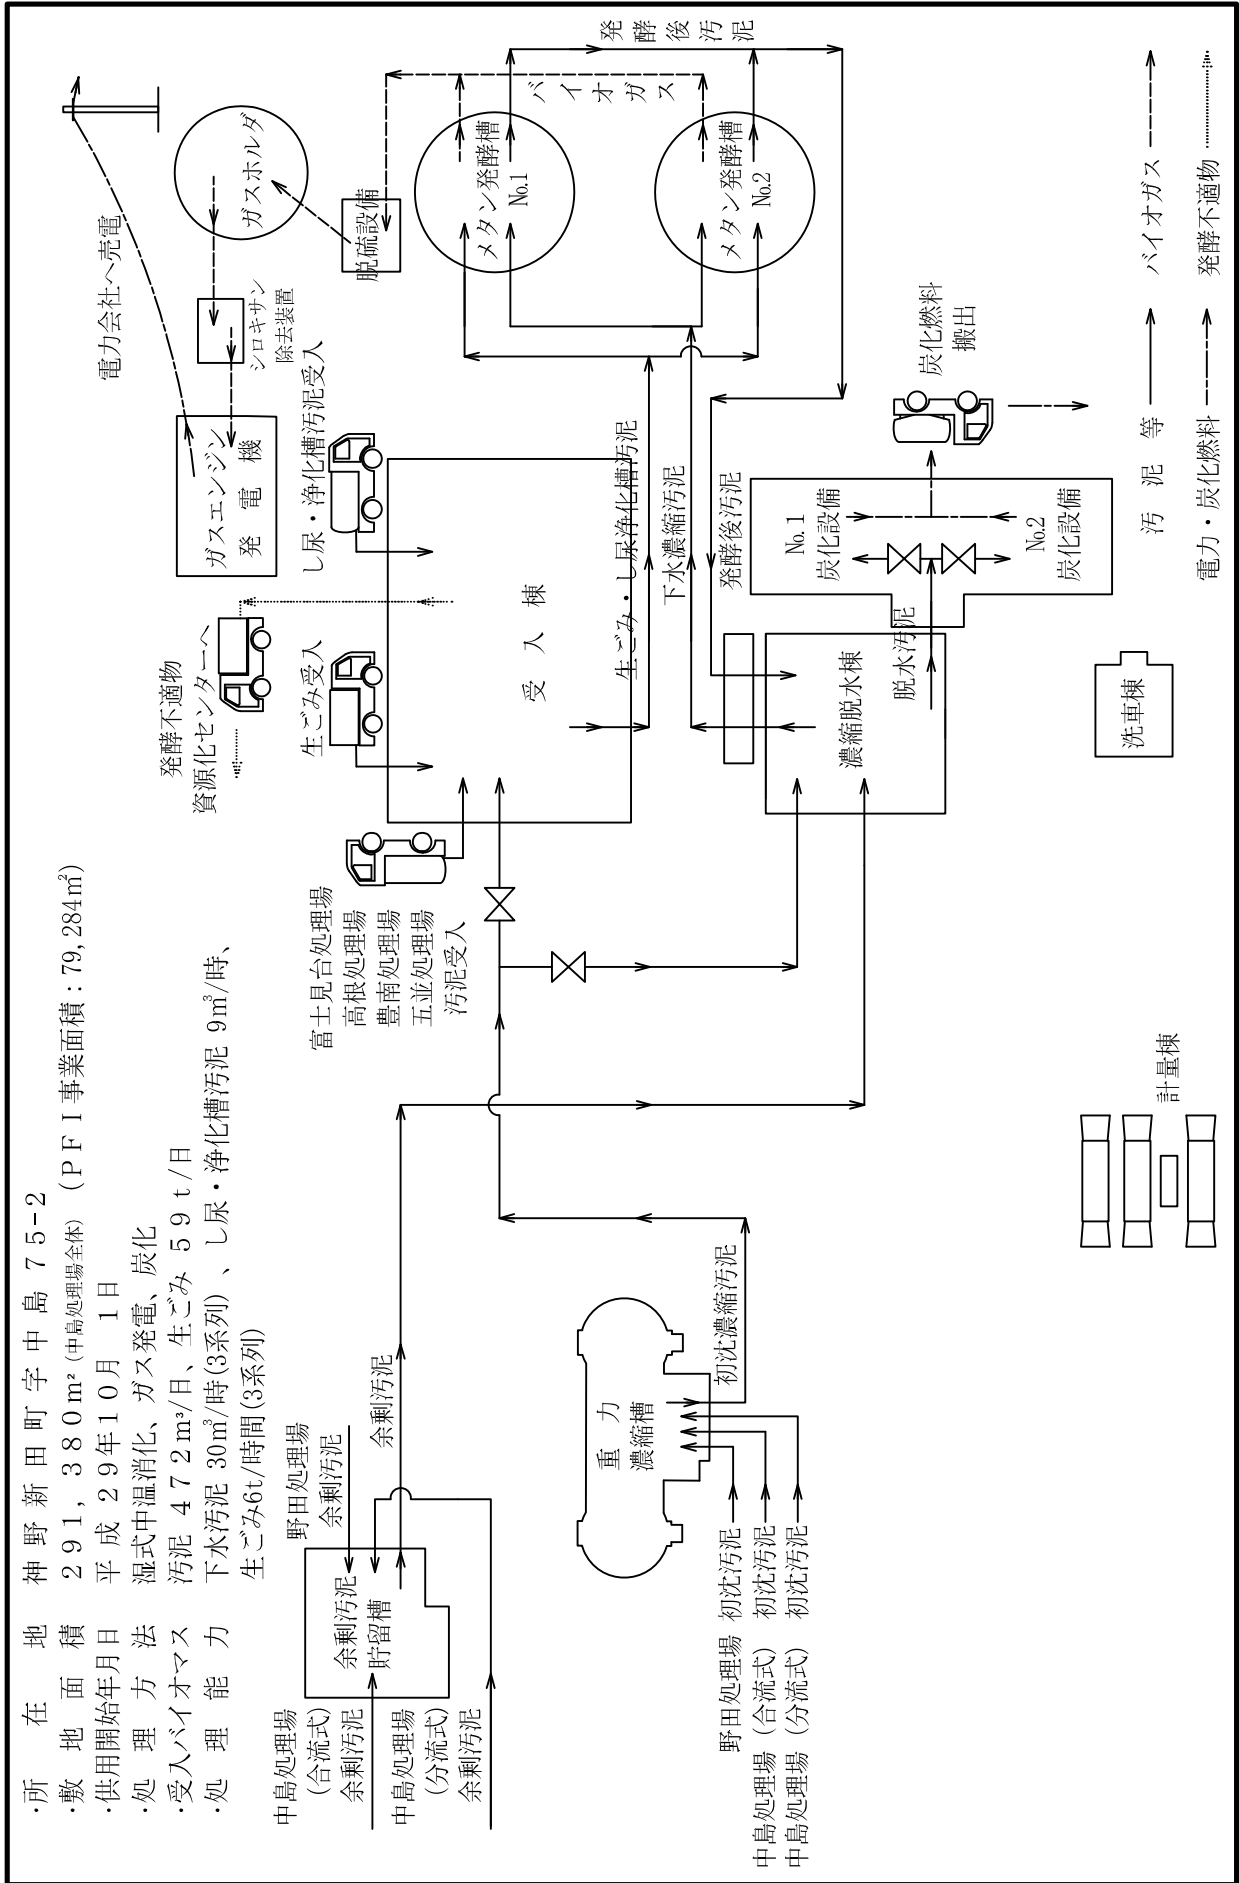 ・所在地 神野新田町字中島 75-2
・敷地面積 291,380m²(中島処理場全体) (PFI事業面積:79,284㎡)
・供用開始年月日 平成29年10月 1日
・処理方法 湿式中温消化、ガス発電、炭化
・受入バイオマス 汚泥 472m³/日、生ごみ 59t/日
・処理能力 下水汚泥 30㎥/時(3系列)、し尿・浄化槽汚泥 9㎥/時、
生ごみ6t/時間(3系列)
中島処理場
(合流式)
余剰汚泥
中島処理場
(分流式)
余剰汚泥
余剰汚泥
貯留槽
野田処理場
余剰汚泥
余剰汚泥
野田処理場 初沈汚泥
中島処理場 (合流式) 初沈汚泥
中島処理場 (分流式) 初沈汚泥
重力
濃縮槽
初沈濃縮汚泥
富士見台処理場
高根処理場
豊南処理場
五並処理場
汚泥受入
発酵不適物
資源化センターへ
生ごみ受入
し尿・浄化槽汚泥受入
受入棟
生ごみ・し尿浄化槽汚泥
下水濃縮汚泥
発酵後汚泥
濃縮脱水棟
脱水汚泥
No.1
炭化設備
No.2
炭化設備
炭化燃料
搬出
ガスエンジン
発電機
シロキサン
除去装置
電力会社へ売電
ガスホルダ
脱硫設備
メタン発酵槽
No.1
メタン発酵槽
No.2
バイオガス
発酵後汚泥
計量棟
洗車棟
汚泥等
バイオガス
電力・炭化燃料
発酵不適物